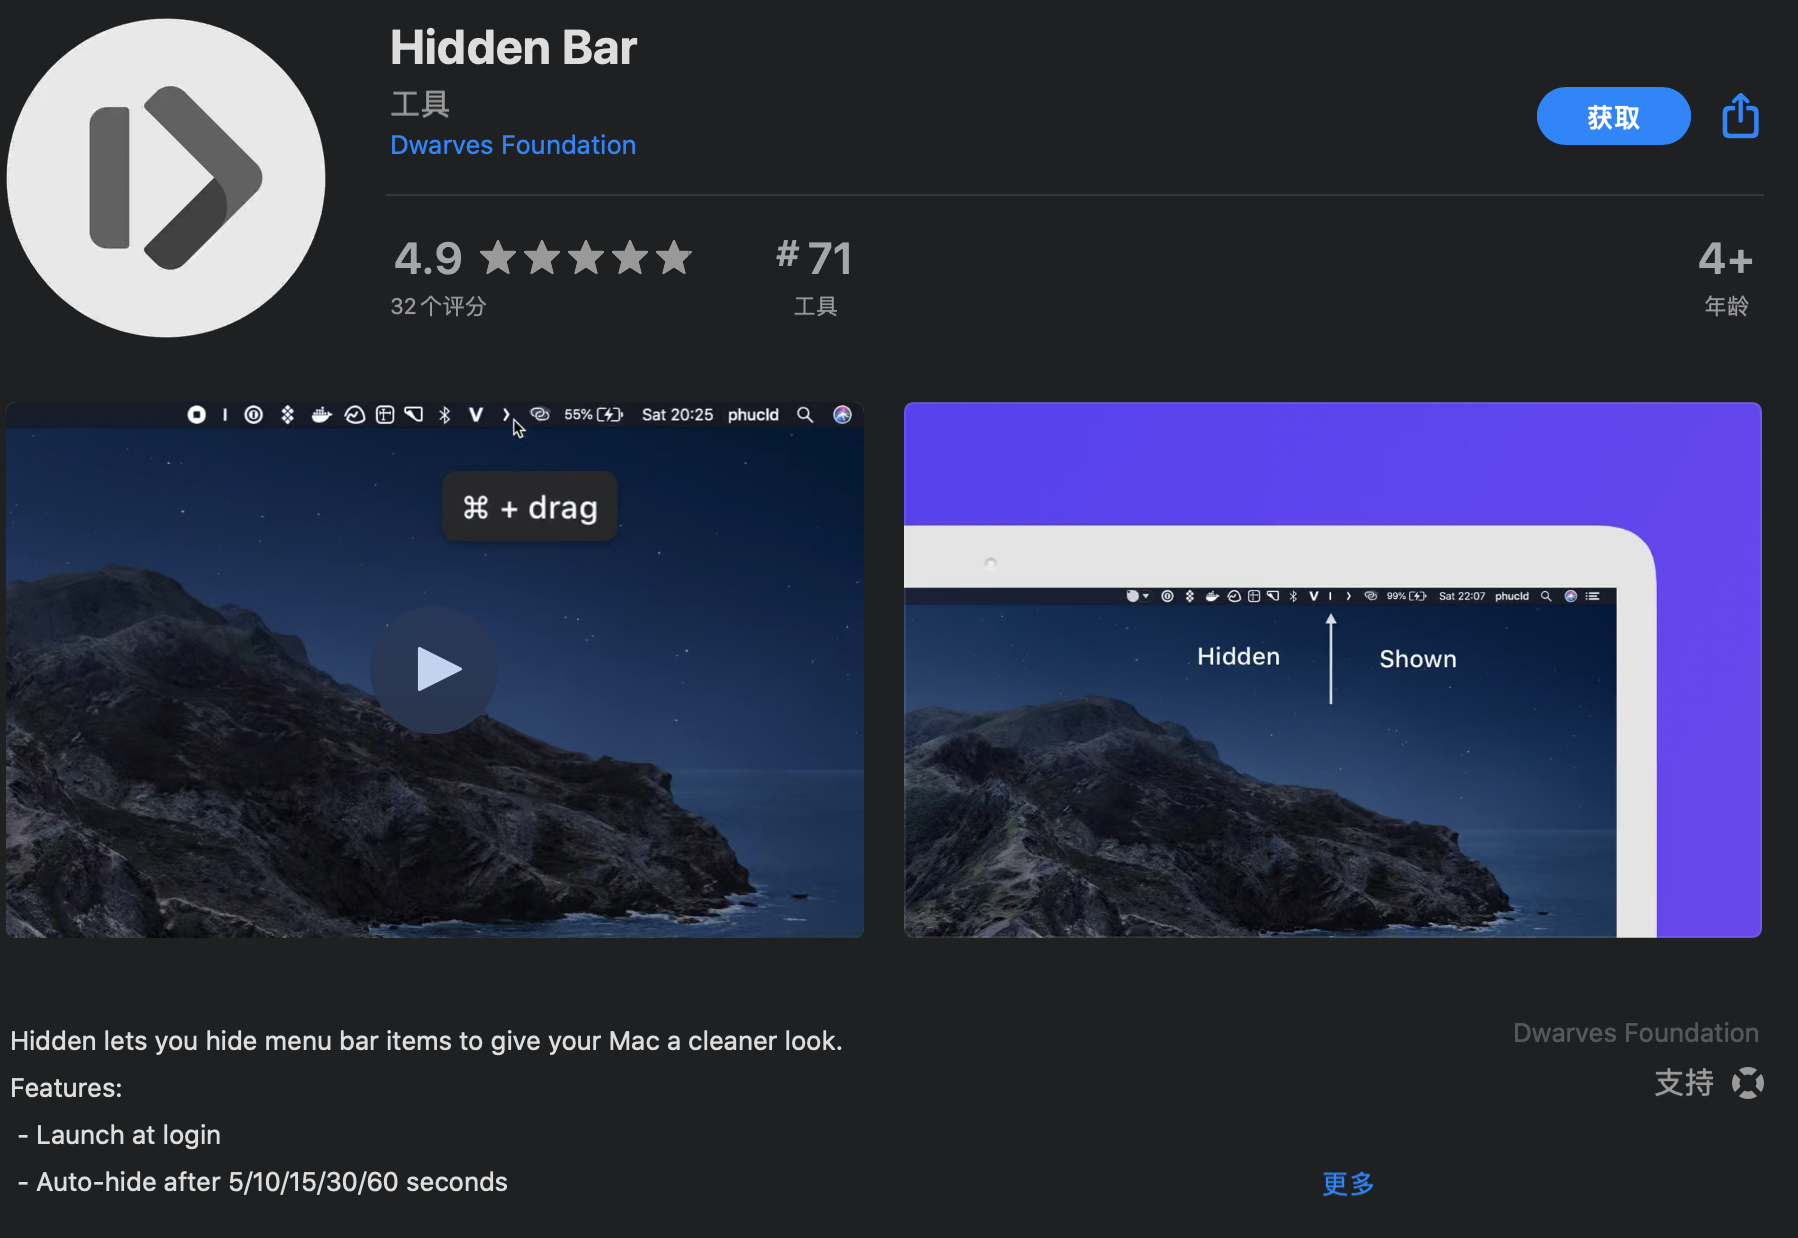 Hidden Bar
工具
Dwarves Foundation
获取
4.9
32个评分
#71
工具
4+
年龄
55%
Sat 20:25
phucld
⌘ + drag
99%
Sat 22:07
phucld
Hidden
Shown
Hidden lets you hide menu bar items to give your Mac a cleaner look.
Features:
- Launch at login
- Auto-hide after 5/10/15/30/60 seconds
更多
Dwarves Foundation
支持